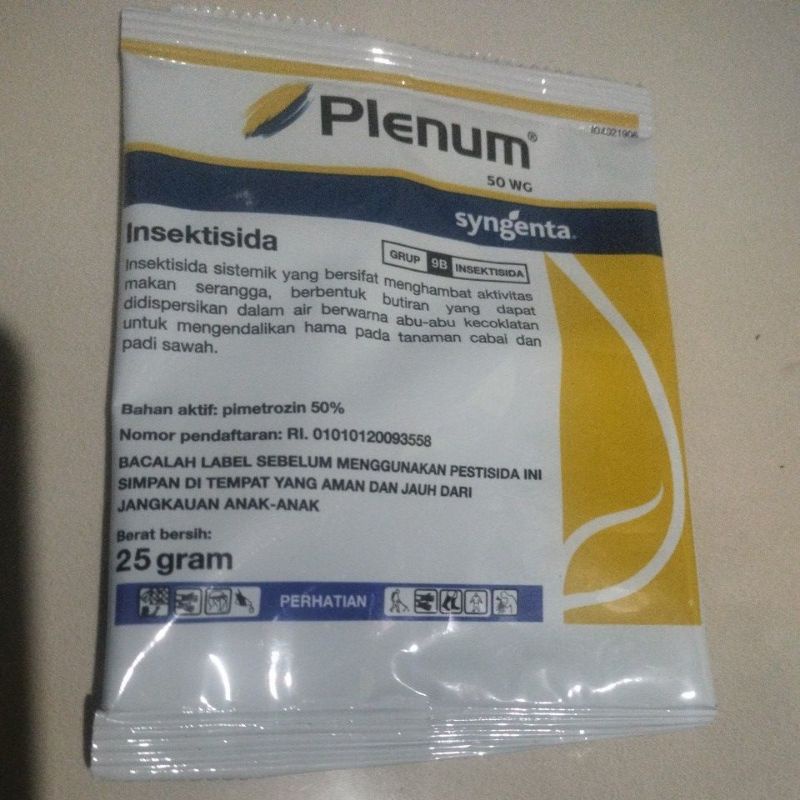 Plenum®
50 WG
syngenta
Insektisida
GRUP 9B INSEKTISIDA
Insektisida sistemik yang bersifat menghambat aktivitas
makan serangga, berbentuk butiran yang dapat
didispersikan dalam air berwarna abu-abu kecoklatan
untuk mengendalikan hama pada tanaman cabai dan
padi sawah.
Bahan aktif: pimetrozin 50%
Nomor pendaftaran: RI. 01010120093558
BACALAH LABEL SEBELUM MENGGUNAKAN PESTISIDA INI
SIMPAN DI TEMPAT YANG AMAN DAN JAUH DARI
JANGKAUAN ANAK-ANAK
Berat bersih:
25 gram
PERHATIAN